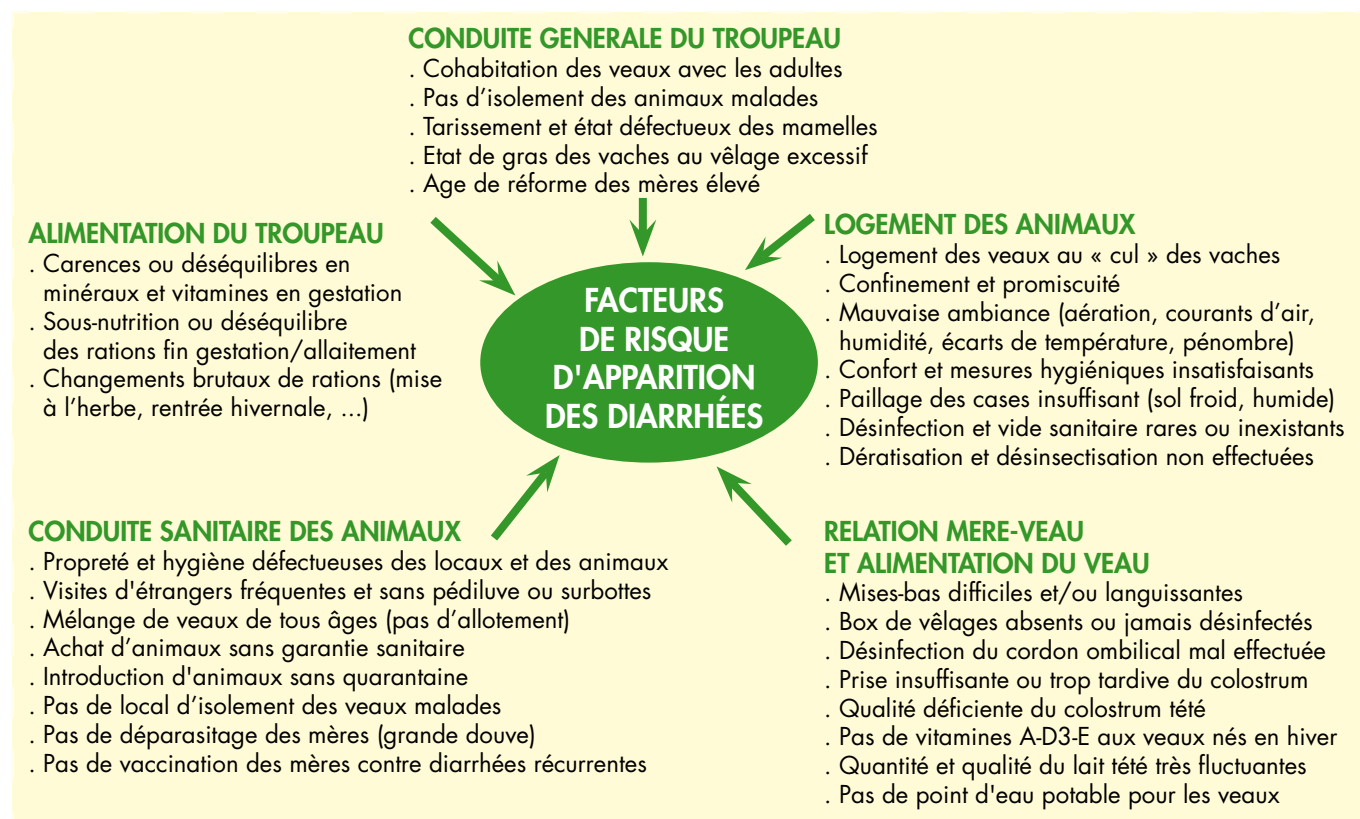 CONDUITE GENERALE DU TROUPEAU
. Cohabitation des veaux avec les adultes
. Pas d’isolement des animaux malades
. Tarissement et état défectueux des mamelles
. Etat de gras des vaches au vêlage excessif
. Age de réforme des mères élevé
ALIMENTATION DU TROUPEAU
. Carences ou déséquilibres en
minéraux et vitamines en gestation
. Sous-nutrition ou déséquilibre
des rations fin gestation/allaitement
. Changements brutaux de rations (mise
à l’herbe, rentrée hivernale, ...)
FACTEURS
DE RISQUE
D'APPARITION
DES DIARRHÉES
LOGEMENT DES ANIMAUX
. Logement des veaux au « cul » des vaches
. Confinement et promiscuité
. Mauvaise ambiance (aération, courants d’air,
humidité, écarts de température, pénombre)
. Confort et mesures hygiéniques insatisfaisants
. Paillage des cases insuffisant (sol froid, humide)
. Désinfection et vide sanitaire rares ou inexistants
. Dératisation et désinsectisation non effectuées
CONDUITE SANITAIRE DES ANIMAUX
. Propreté et hygiène défectueuses des locaux et des animaux
. Visites d'étrangers fréquentes et sans pédiluve ou surbottes
. Mélange de veaux de tous âges (pas d’allotement)
. Achat d’animaux sans garantie sanitaire
. Introduction d'animaux sans quarantaine
. Pas de local d’isolement des veaux malades
. Pas de déparasitage des mères (grande douve)
. Pas de vaccination des mères contre diarrhées récurrentes
RELATION MERE-VEAU
ET ALIMENTATION DU VEAU
. Mises-bas difficiles et/ou languissantes
. Box de vêlages absents ou jamais désinfectés
. Désinfection du cordon ombilical mal effectuée
. Prise insuffisante ou trop tardive du colostrum
. Qualité déficiente du colostrum tété
. Pas de vitamines A-D3-E aux veaux nés en hiver
. Quantité et qualité du lait tété très fluctuantes
. Pas de point d'eau potable pour les veaux